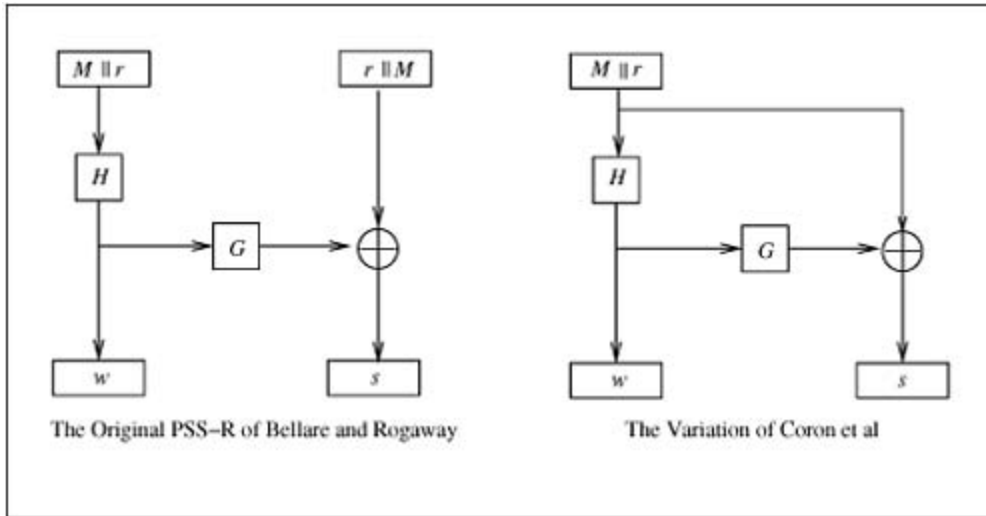 M || r
r || M
M || r
H
H
G
G
w
s
w
s
The Original PSS-R of Bellare and Rogaway
The Variation of Coron et al